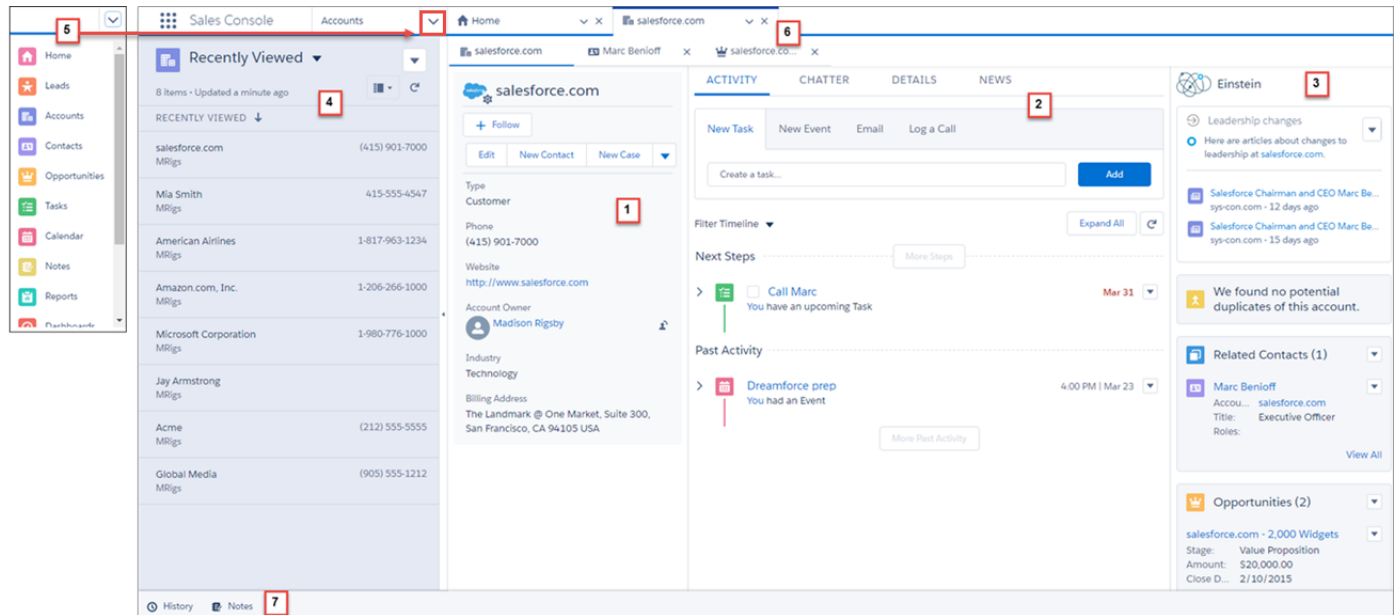 5
Home
Leads
Accounts
Contacts
Opportunities
Tasks
Calendar
Notes
Reports
Dashboards
Sales Console
Accounts
Home
salesforce.com
6
Recently Viewed
8 items • Updated a minute ago
4
RECENTLY VIEWED
salesforce.com (415) 901-7000
MRigs
Mia Smith 415-555-4547
MRigs
American Airlines 1-817-963-1234
MRigs
Amazon.com, Inc. 1-206-266-1000
MRigs
Microsoft Corporation 1-980-776-1000
MRigs
Jay Armstrong
MRigs
Acme (212) 555-5555
MRigs
Global Media (905) 555-1212
MRigs
salesforce.com Marc Benioff salesforce.co...
salesforce.com
+ Follow
Edit New Contact New Case
Type
Customer
1
Phone
(415) 901-7000
Website
http://www.salesforce.com
Account Owner
Madison Rigsby
Industry
Technology
Billing Address
The Landmark @ One Market, Suite 300,
San Francisco, CA 94105 USA
ACTIVITY CHATTER DETAILS NEWS
2
New Task New Event Email Log a Call
Create a task... Add
Filter Timeline Expand All
Next Steps More Steps
Call Marc Mar 31
You have an upcoming Task
Past Activity
Dreamforce prep 4:00 PM | Mar 23
You had an Event
More Past Activity
Einstein 3
Leadership changes
Here are articles about changes to
leadership at salesforce.com.
Salesforce Chairman and CEO Marc Be...
sys-con.com • 12 days ago
Salesforce Chairman and CEO Marc Be...
sys-con.com • 15 days ago
We found no potential
duplicates of this account.
Related Contacts (1)
Marc Benioff
Accou... salesforce.com
Title: Executive Officer
Roles:
View All
Opportunities (2)
salesforce.com - 2,000 Widgets
Stage: Value Proposition
Amount: $20,000.00
Close D... 2/10/2015
History Notes 7